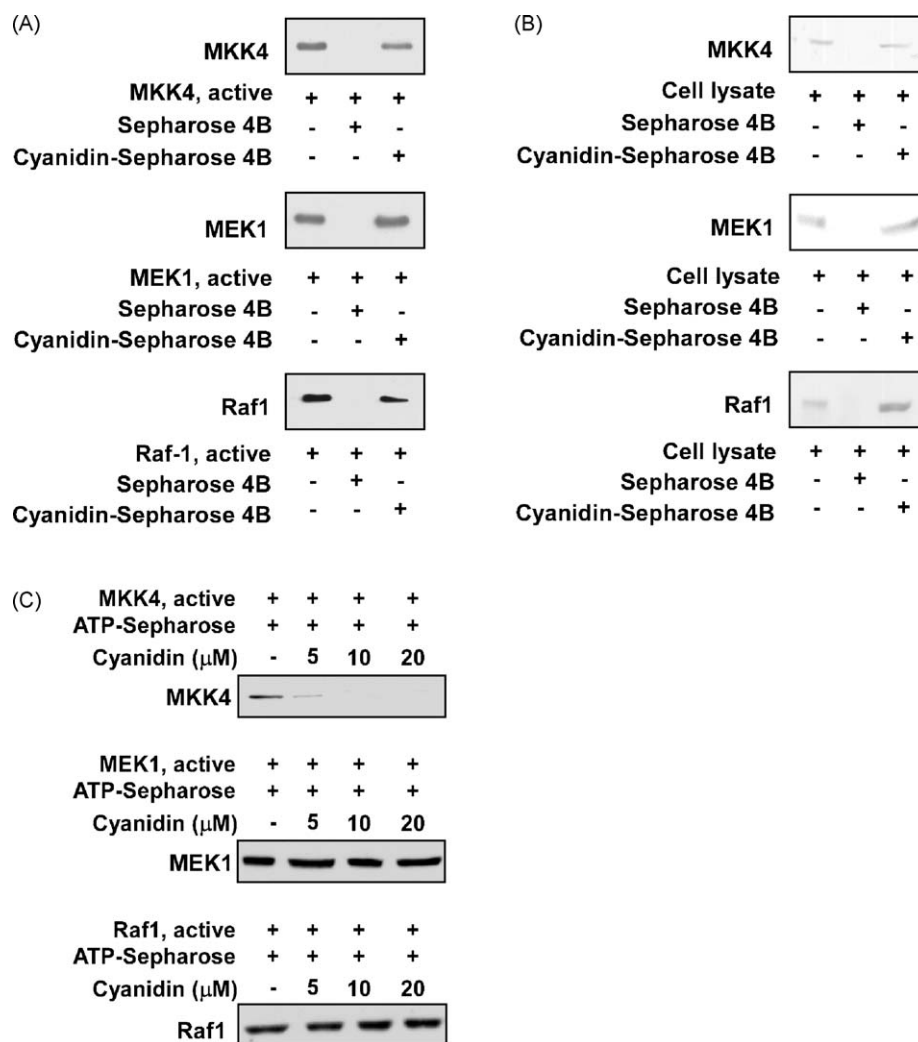 (A)
MKK4
MKK4, active + + +
Sepharose 4B - + -
Cyanidin-Sepharose 4B - - +
MEK1
MEK1, active + + +
Sepharose 4B - + -
Cyanidin-Sepharose 4B - - +
Raf1
Raf-1, active + + +
Sepharose 4B - + -
Cyanidin-Sepharose 4B - - +
(B)
MKK4
Cell lysate + + +
Sepharose 4B - + -
Cyanidin-Sepharose 4B - - +
MEK1
Cell lysate + + +
Sepharose 4B - + -
Cyanidin-Sepharose 4B - - +
Raf1
Cell lysate + + +
Sepharose 4B - + -
Cyanidin-Sepharose 4B - - +
(C)
MKK4, active + + + +
ATP-Sepharose + + + +
Cyanidin (μM) - 5 10 20
MKK4
MEK1, active + + + +
ATP-Sepharose + + + +
Cyanidin (μM) - 5 10 20
MEK1
Raf1, active + + + +
ATP-Sepharose + + + +
Cyanidin (μM) - 5 10 20
Raf1